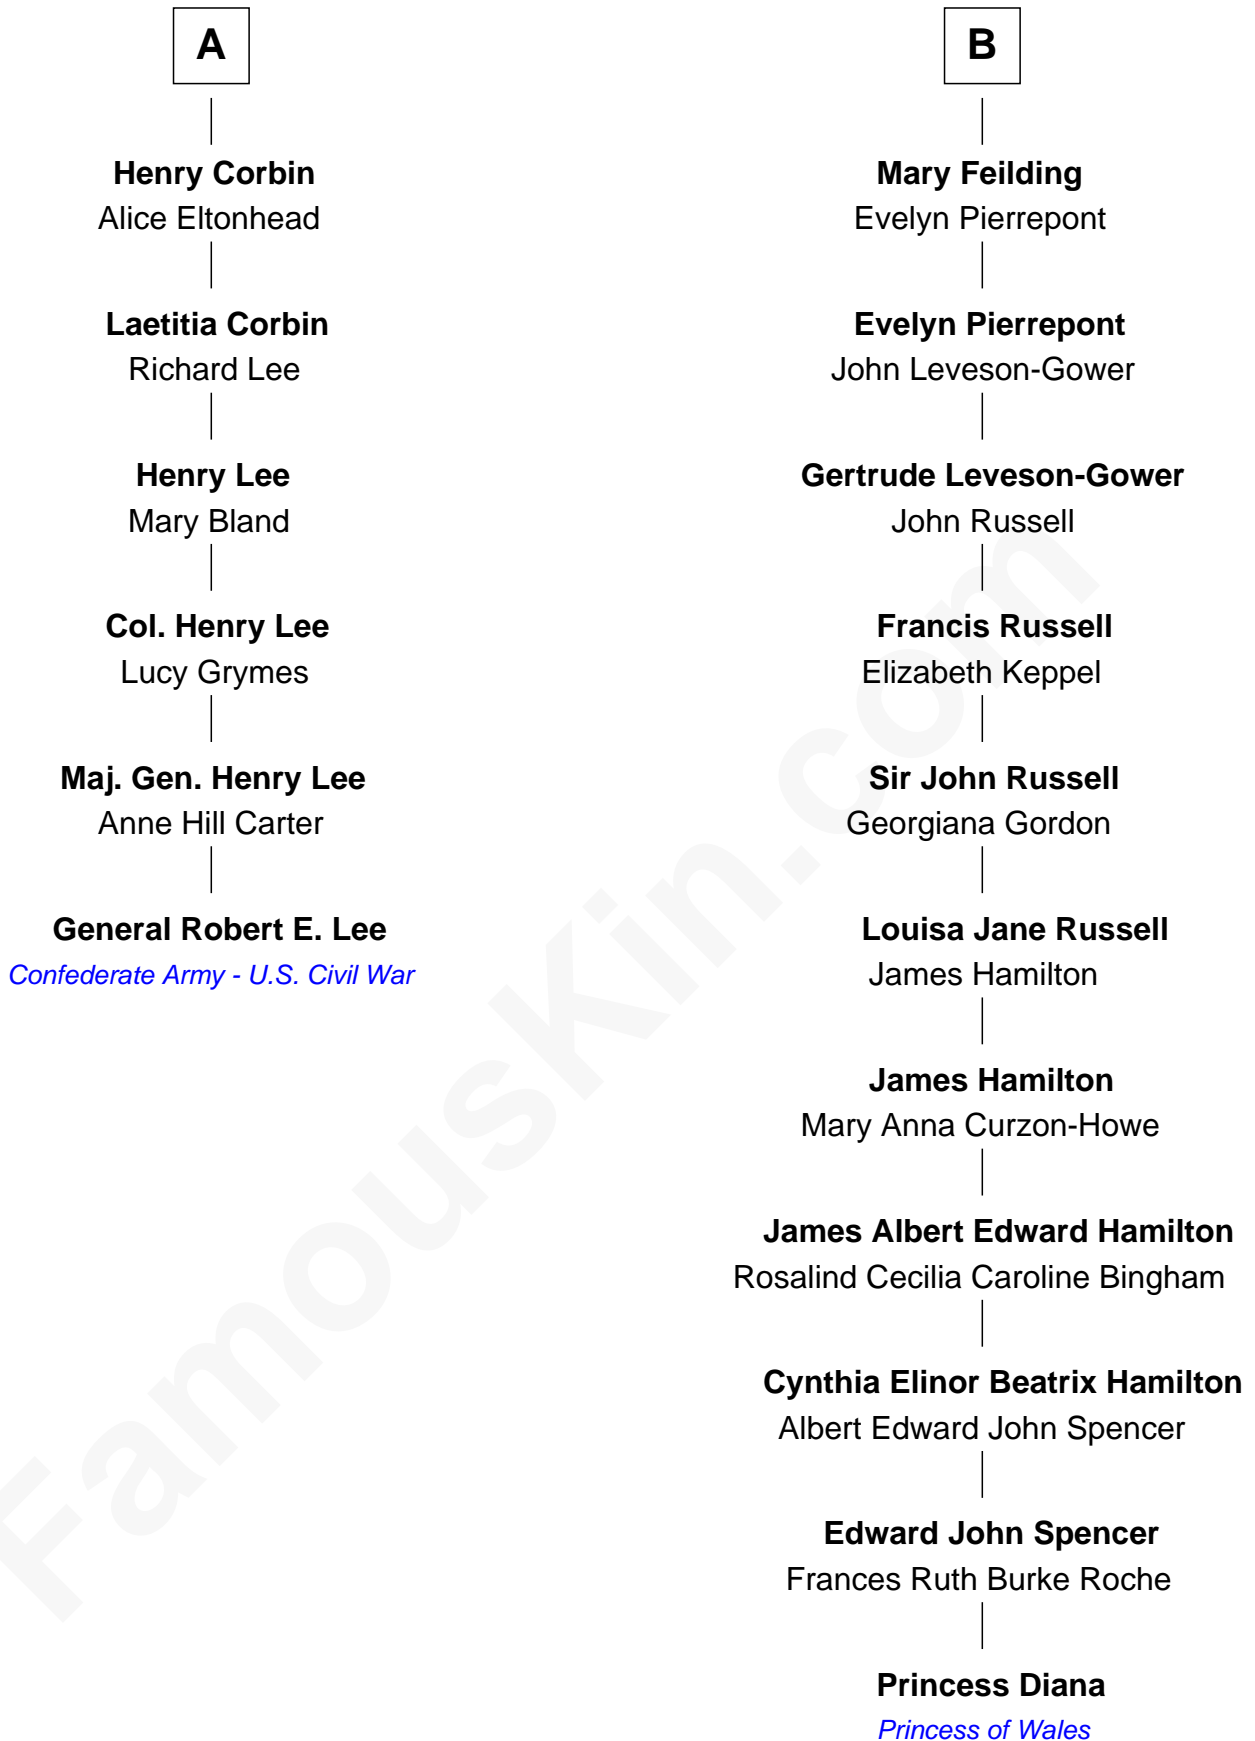 A
Henry Corbin
Alice Eltonhead
Laetitia Corbin
Richard Lee
Henry Lee
Mary Bland
Col. Henry Lee
Lucy Grymes
Maj. Gen. Henry Lee
Anne Hill Carter
General Robert E. Lee
Confederate Army - U.S. Civil War
B
Mary Feilding
Evelyn Pierrepont
Evelyn Pierrepont
John Leveson-Gower
Gertrude Leveson-Gower
John Russell
Francis Russell
Elizabeth Keppel
Sir John Russell
Georgiana Gordon
Louisa Jane Russell
James Hamilton
James Hamilton
Mary Anna Curzon-Howe
James Albert Edward Hamilton
Rosalind Cecilia Caroline Bingham
Cynthia Elinor Beatrix Hamilton
Albert Edward John Spencer
Edward John Spencer
Frances Ruth Burke Roche
Princess Diana
Princess of Wales
FamousKin.com